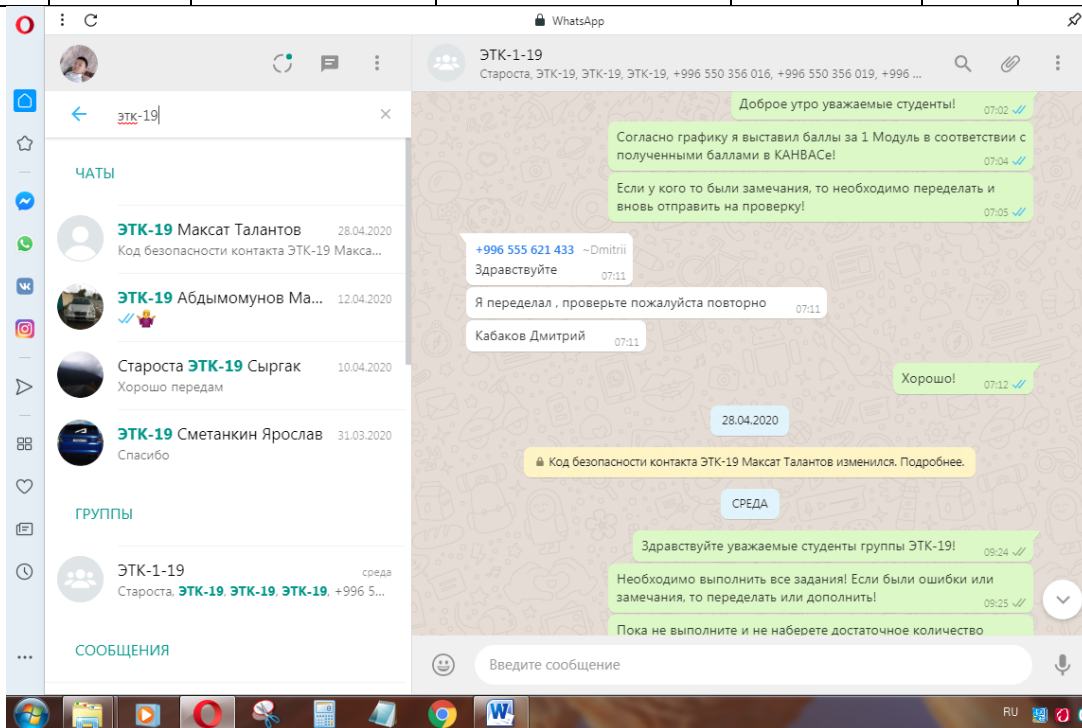 WhatsApp
этк-19
ЧАТЫ
ЭТК-19 Максат Талантов 28.04.2020
Код безопасности контакта ЭТК-19 Макса...
ЭТК-19 Абдымомунов Ма... 12.04.2020
Староста ЭТК-19 Сыргак 10.04.2020
Хорошо передам
ЭТК-19 Сметанкин Ярослав 31.03.2020
Спасибо
ГРУППЫ
ЭТК-1-19 среда
Староста, ЭТК-19, ЭТК-19, ЭТК-19, +996 5...
СООБЩЕНИЯ
ЭТК-1-19
Староста, ЭТК-19, ЭТК-19, ЭТК-19, +996 550 356 016, +996 550 356 019, +996 ...
Доброе утро уважаемые студенты! 07:02
Согласно графику я выставил баллы за 1 Модуль в соответствии с
полученными баллами в КАНВАСе! 07:04
Если у кого то были замечания, то необходимо переделать и
вновь отправить на проверку! 07:05
+996 555 621 433 ~Dmitrii
Здравствуйте 07:11
Я переделал , проверьте пожалуйста повторно 07:11
Кабаков Дмитрий 07:11
Хорошо! 07:12
28.04.2020
Код безопасности контакта ЭТК-19 Максат Талантов изменился. Подробнее.
СРЕДА
Здравствуйте уважаемые студенты группы ЭТК-19! 09:24
Необходимо выполнить все задания! Если были ошибки или
замечания, то переделать или дополнить! 09:25
Пока не выполните и не наберете достаточное количество
Введите сообщение
RU